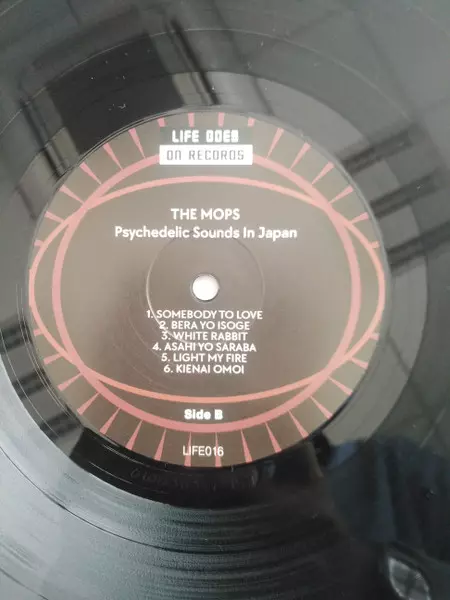 LIFE GOES
ON RECORDS
THE MOPS
Psychedelic Sounds In Japan
1. SOMEBODY TO LOVE
2. BERA YO ISOGE
3. WHITE RABBIT
4. ASAHI YO SARABA
5. LIGHT MY FIRE
6. KIENAI OMOI
Side B
LIFE016